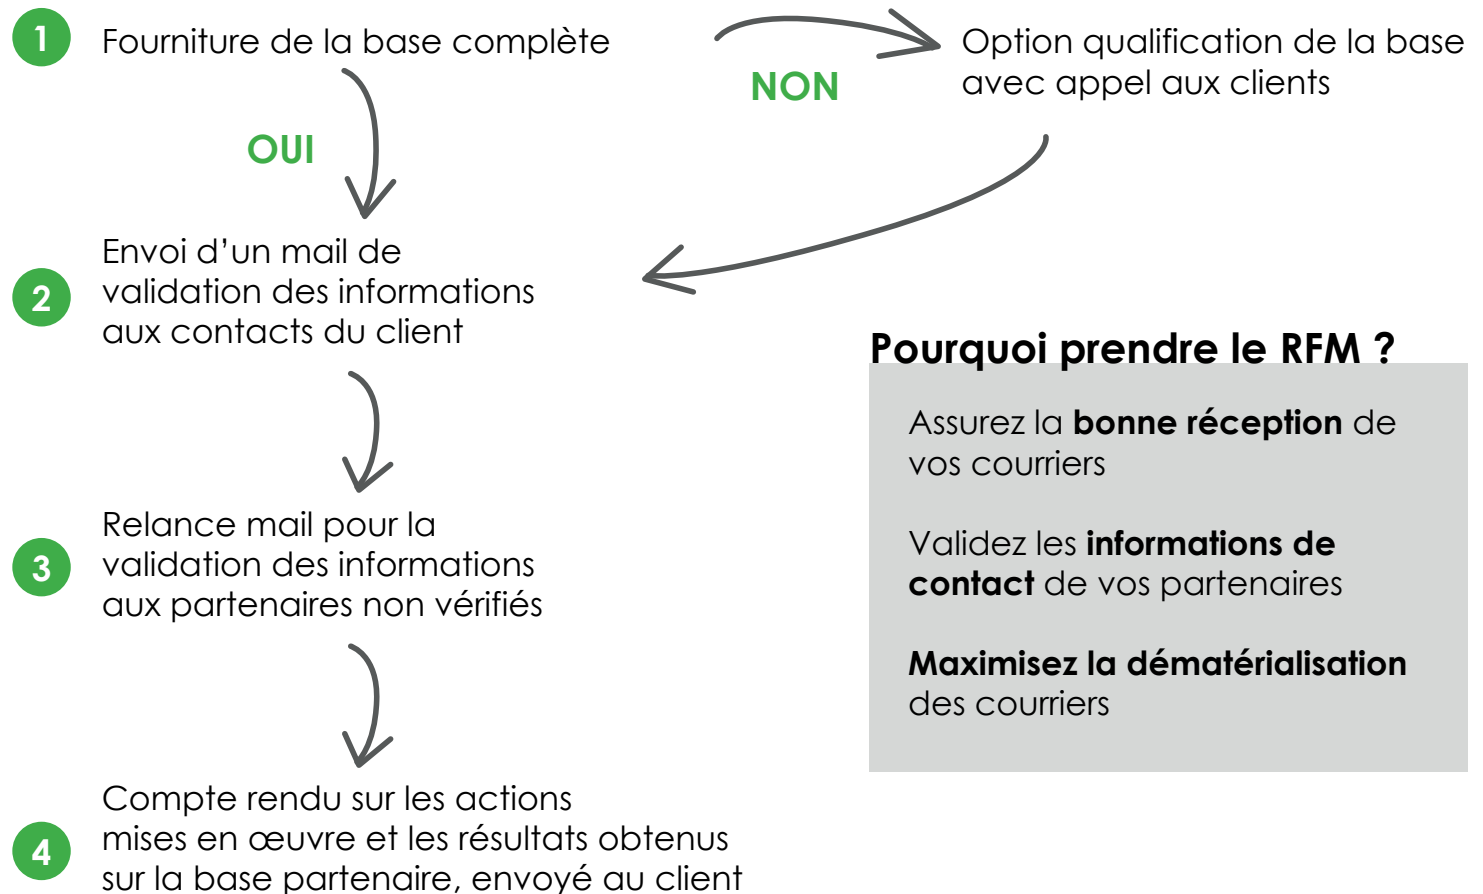 1
Fourniture de la base complète
NON
Option qualification de la base
avec appel aux clients
OUI
2
Envoi d’un mail de
validation des informations
aux contacts du client
3
Relance mail pour la
validation des informations
aux partenaires non vérifiés
4
Compte rendu sur les actions
mises en œuvre et les résultats obtenus
sur la base partenaire, envoyé au client
Pourquoi prendre le RFM ?
Assurez la bonne réception de
vos courriers
Validez les informations de
contact de vos partenaires
Maximisez la dématérialisation
des courriers